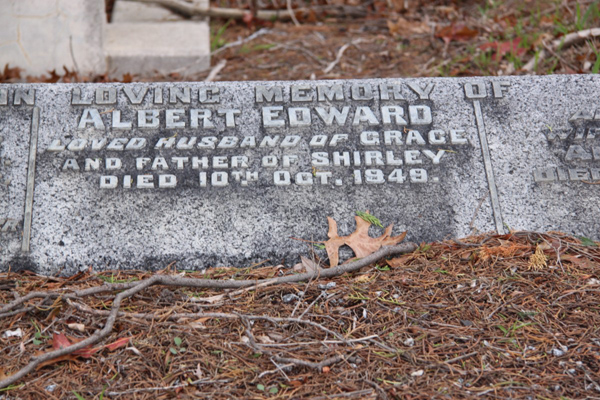 IN LOVING MEMORY OF
ALBERT EDWARD
LOVED HUSBAND OF GRACE
AND FATHER OF SHIRLEY
DIED 10TH OCT. 1949.